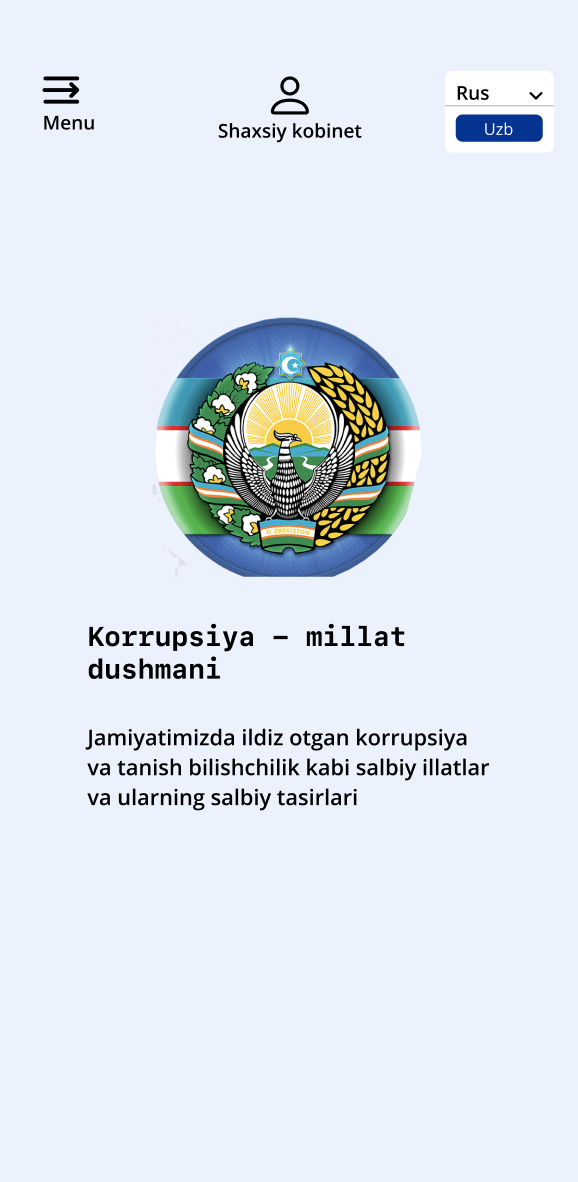 Menu
Shaxsiy kobinet
Rus
Uzb
O‘ZBEKISTON
Korrupsiya – millat
dushmani
Jamiyatimizda ildiz otgan korrupsiya
va tanish bilishchilik kabi salbiy illatlar
va ularning salbiy tasirlari